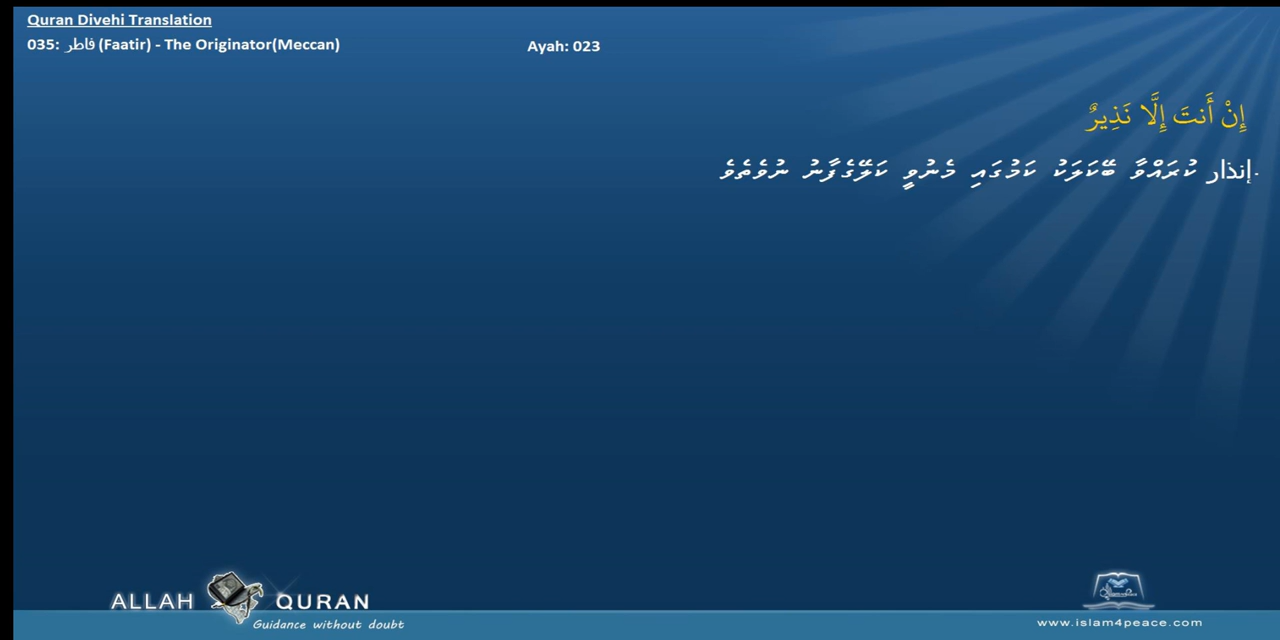 Quran Divehi Translation
035: فاطر (Faatir) - The Originator(Meccan)
Ayah: 023
إِنْ أَنتَ إِلَّا نَذِيرٌ
إنذار ކުރައްވާ ބޭކަލަކު ކަމުގައި މެނުވީ ކަލޭގެފާނު ނުވެތެވެ.
ALLAH QURAN
Guidance without doubt
www.islam4peace.com